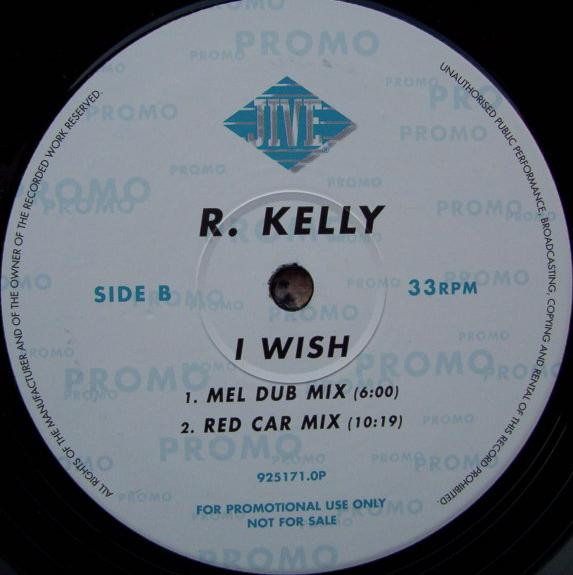 PROMO
JIVE
R. KELLY
SIDE B
33RPM
I WISH
1. MEL DUB MIX (6:00)
2. RED CAR MIX (10:19)
925171.0P
FOR PROMOTIONAL USE ONLY
NOT FOR SALE
ALL RIGHTS OF THE MANUFACTURER AND OF THE OWNER OF THE RECORDED WORK RESERVED.
UNAUTHORISED PUBLIC PERFORMANCE, BROADCASTING, COPYING AND RENTAL OF THIS RECORD PROHIBITED.